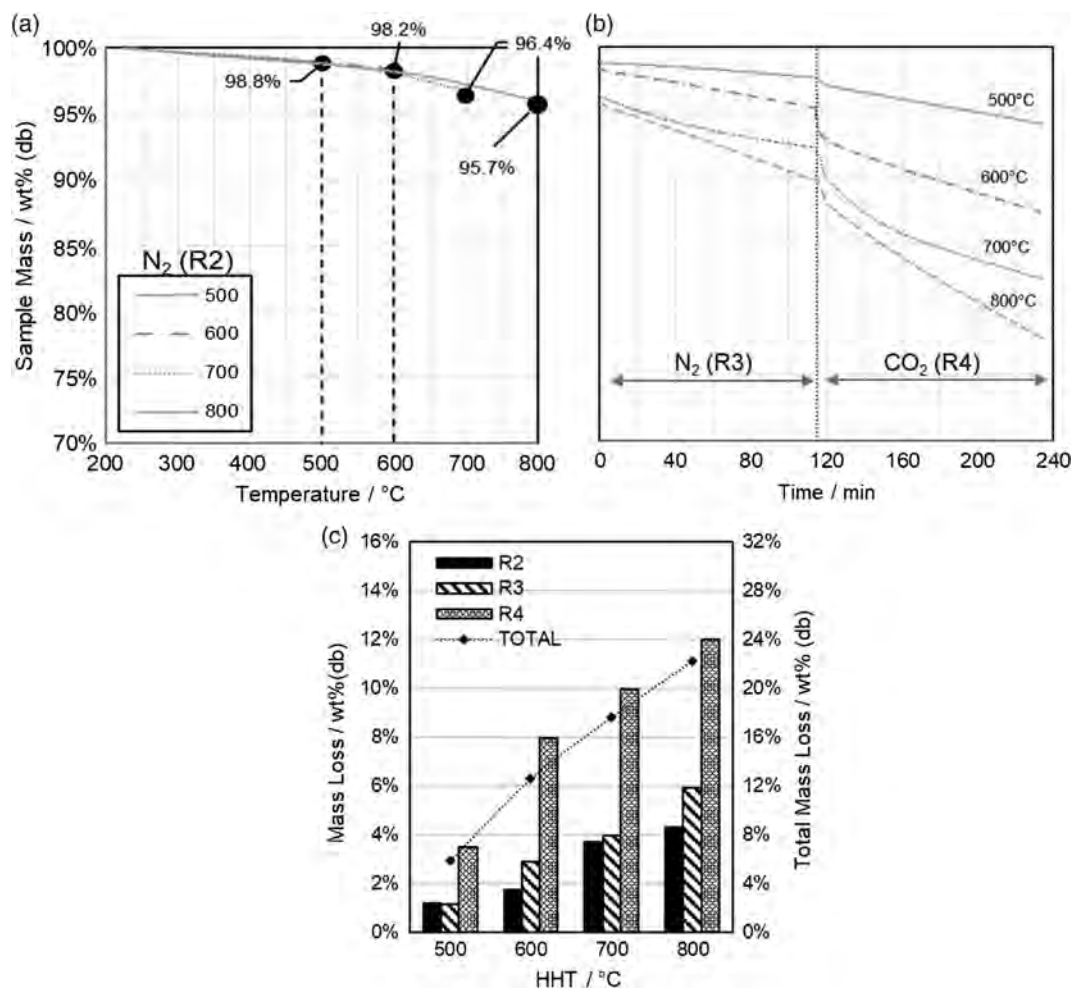 (a)
98.2%
96.4%
98.8%
95.7%
100%
95%
90%
85%
80%
75%
70%
Sample Mass / wt% (db)
N₂ (R2)
500
600
700
800
200 300 400 500 600 700 800
Temperature / °C
(b)
500°C
600°C
700°C
800°C
N₂ (R3)
CO₂ (R4)
0 40 80 120 160 200 240
Time / min
(c)
16%
14%
12%
10%
8%
6%
4%
2%
0%
Mass Loss / wt%(db)
R2
R3
R4
TOTAL
32%
28%
24%
20%
16%
12%
8%
4%
0%
Total Mass Loss / wt% (db)
500 600 700 800
HHT / °C